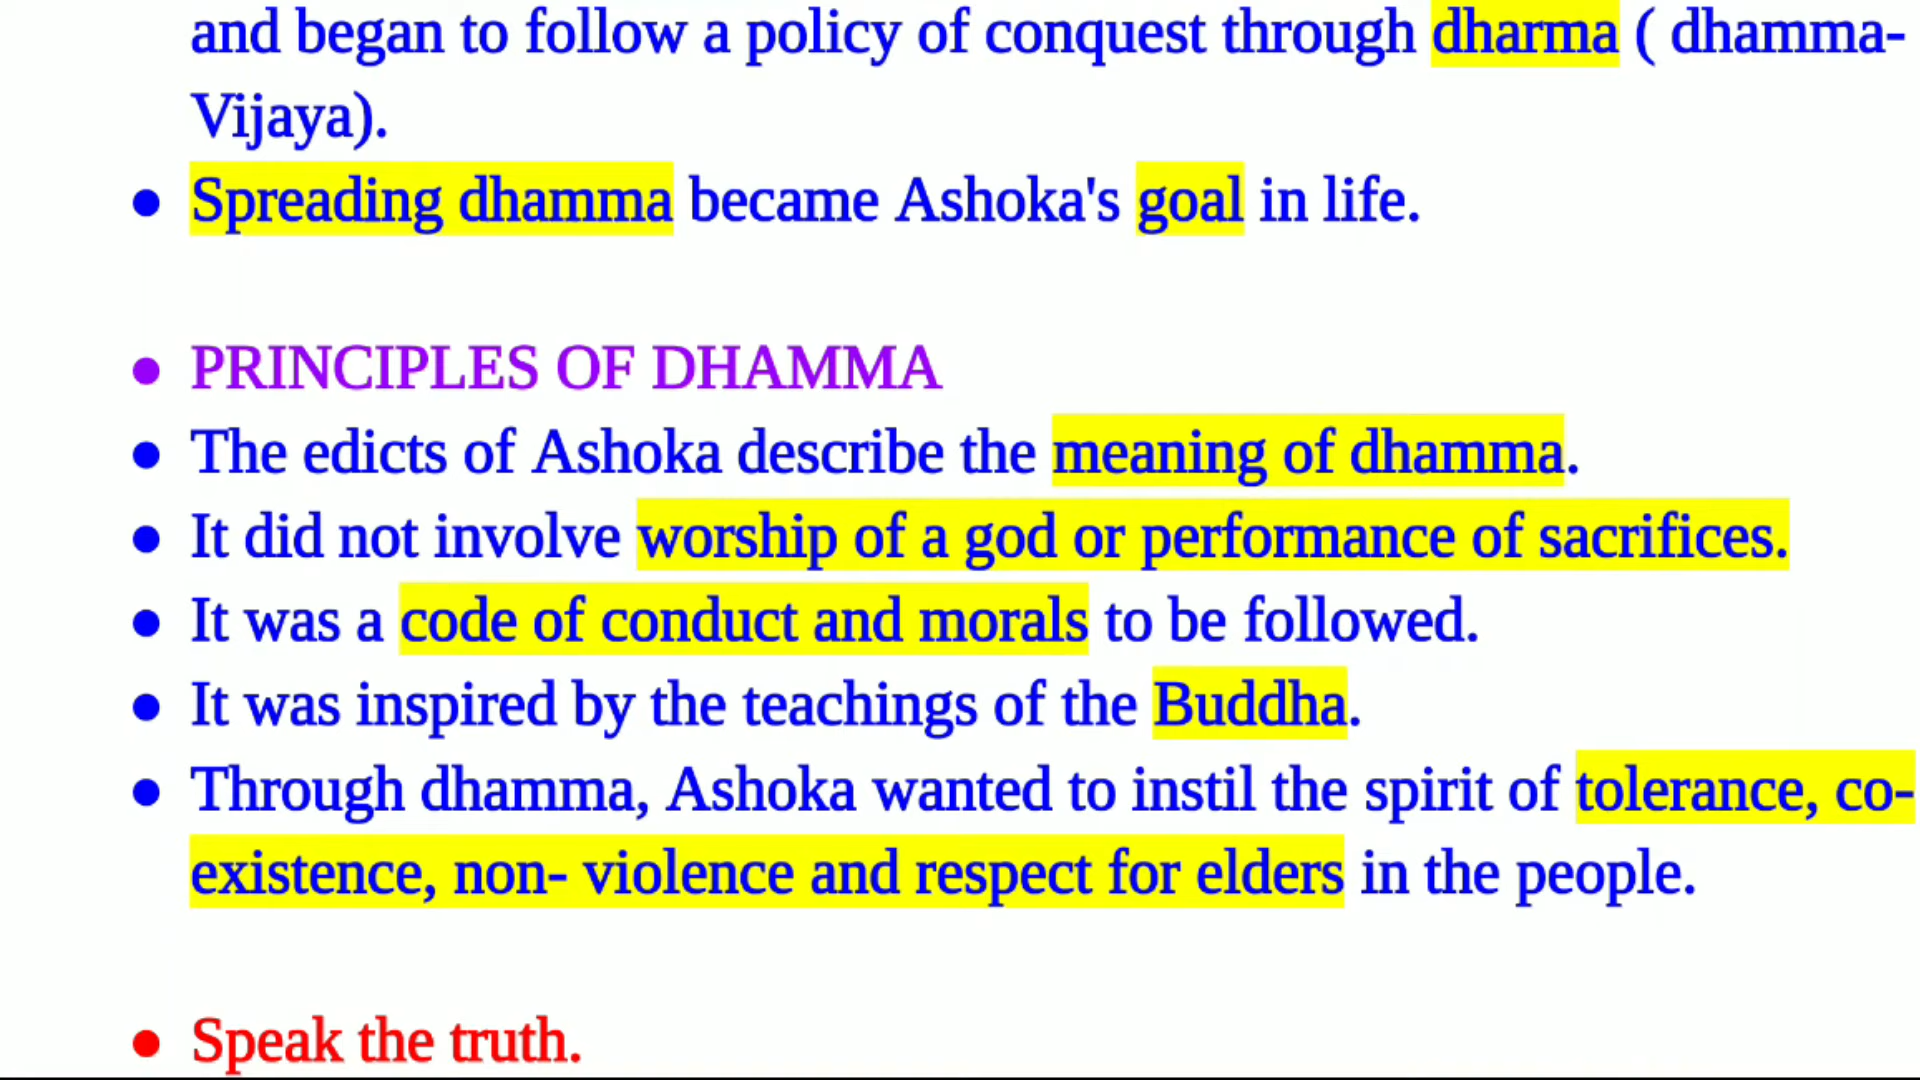 and began to follow a policy of conquest through dharma ( dhamma-
Vijaya).
● Spreading dhamma became Ashoka's goal in life.
● PRINCIPLES OF DHAMMA
● The edicts of Ashoka describe the meaning of dhamma.
● It did not involve worship of a god or performance of sacrifices.
● It was a code of conduct and morals to be followed.
● It was inspired by the teachings of the Buddha.
● Through dhamma, Ashoka wanted to instil the spirit of tolerance, co-
existence, non- violence and respect for elders in the people.
● Speak the truth.